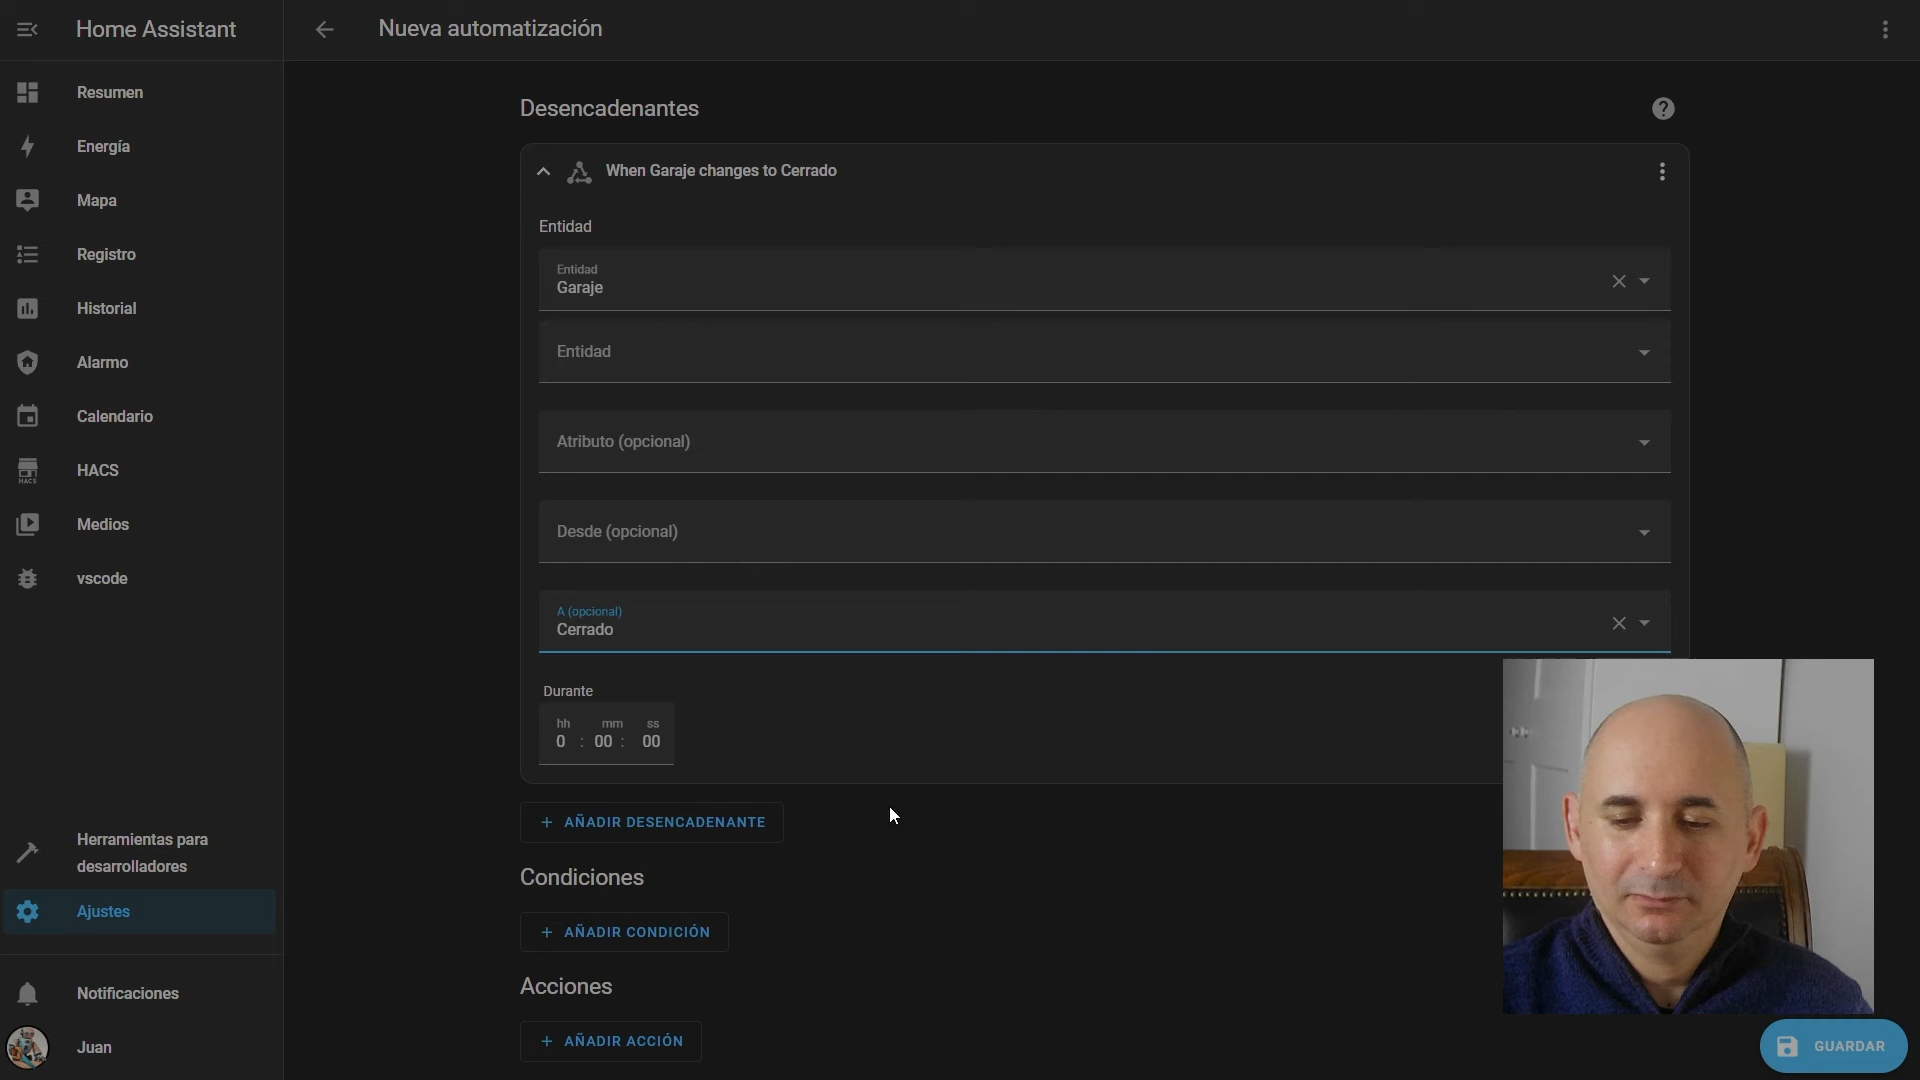 Home Assistant
Nueva automatización
Resumen
Energía
Mapa
Registro
Historial
Alarmo
Calendario
HACS
HACS
Medios
vscode
Herramientas para
desarrolladores
Ajustes
Notificaciones
Juan
Desencadenantes
When Garaje changes to Cerrado
Entidad
Entidad
Garaje
Entidad
Atributo (opcional)
Desde (opcional)
A (opcional)
Cerrado
Durante
hh mm ss
0 : 00 : 00
+ AÑADIR DESENCADENANTE
Condiciones
+ AÑADIR CONDICIÓN
Acciones
+ AÑADIR ACCIÓN
GUARDAR